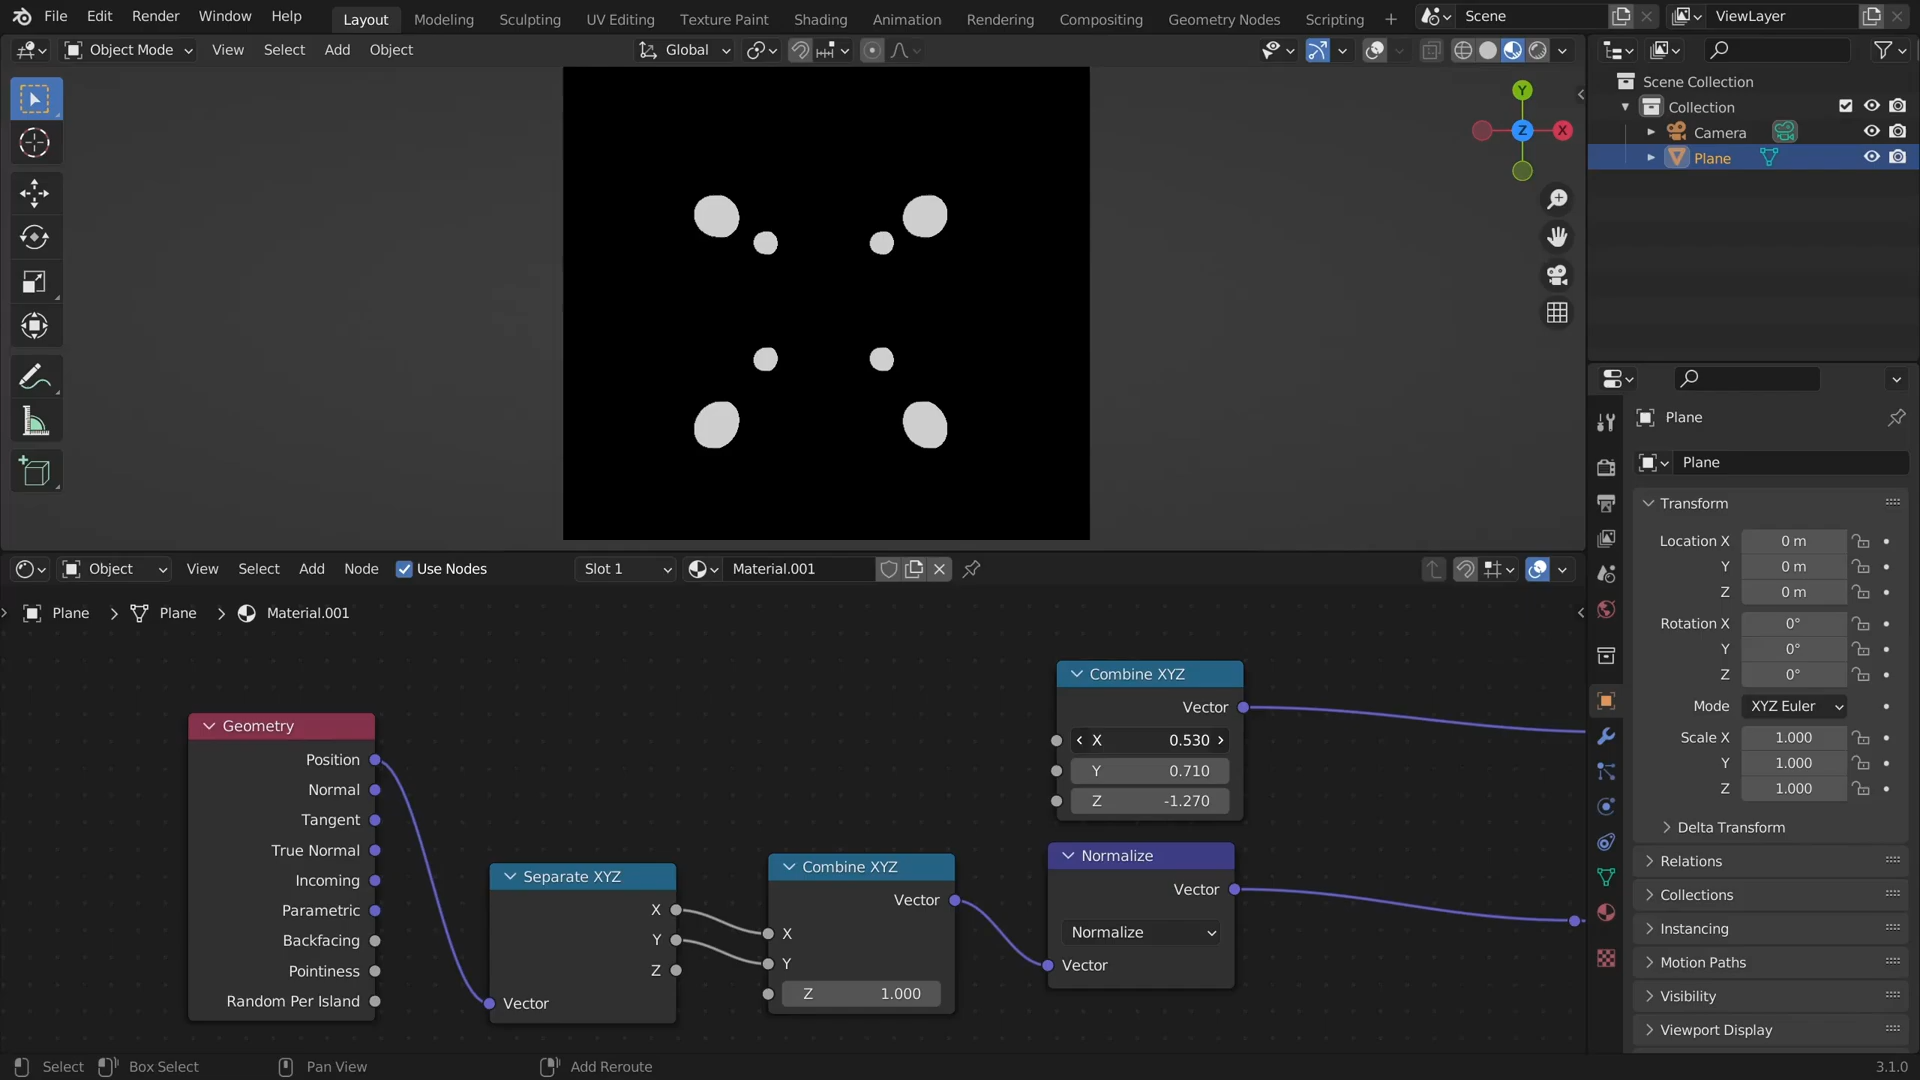 File Edit Render Window Help Layout Modeling Sculpting UV Editing Texture Paint Shading Animation Rendering Compositing Geometry Nodes Scripting + Scene ViewLayer
Object Mode View Select Add Object Global
Y
Z X
Scene Collection
Collection
Camera
Plane
Plane
Plane
Transform
Location X 0 m
Y 0 m
Z 0 m
Rotation X 0°
Y 0°
Z 0°
Mode XYZ Euler
Scale X 1.000
Y 1.000
Z 1.000
Delta Transform
Relations
Collections
Instancing
Motion Paths
Visibility
Viewport Display
Object View Select Add Node Use Nodes Slot 1 Material.001
Plane Plane Material.001
Geometry
Position
Normal
Tangent
True Normal
Incoming
Parametric
Backfacing
Pointiness
Random Per Island
Separate XYZ
X
Y
Z
Vector
Combine XYZ
Vector
X
Y
Z 1.000
Combine XYZ
Vector
X 0.530
Y 0.710
Z -1.270
Normalize
Vector
Normalize
Vector
Select Box Select Pan View Add Reroute 3.1.0